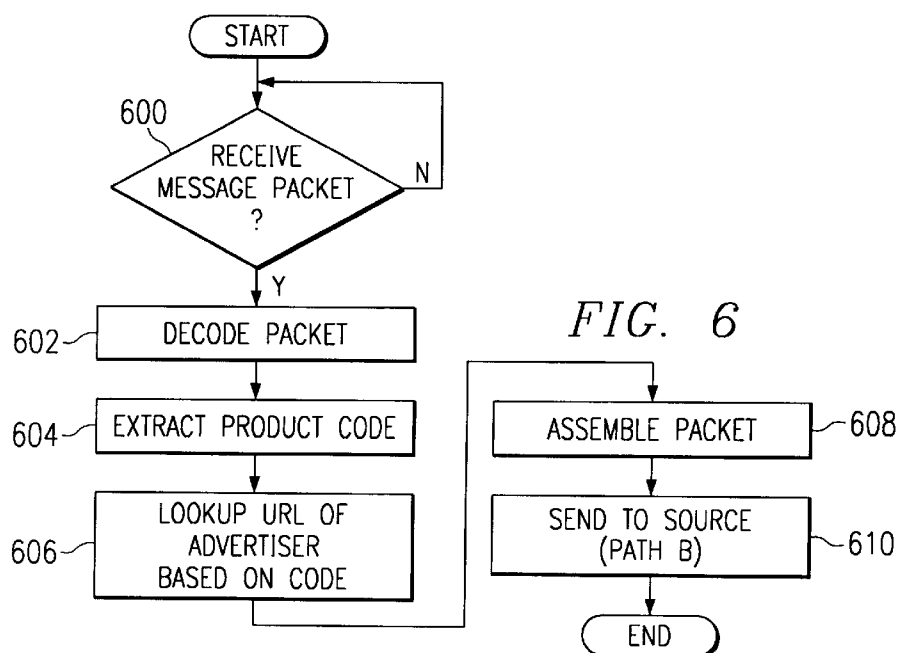 START
600
RECEIVE
MESSAGE PACKET
?
N
Y
602
DECODE PACKET
604
EXTRACT PRODUCT CODE
606
LOOKUP URL OF
ADVERTISER
BASED ON CODE
FIG. 6
ASSEMBLE PACKET
608
SEND TO SOURCE
(PATH B)
610
END